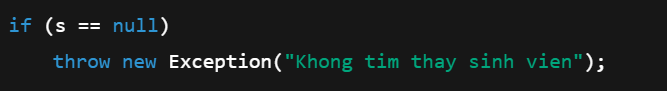 if (s == null)
throw new Exception("Khong tim thay sinh vien");